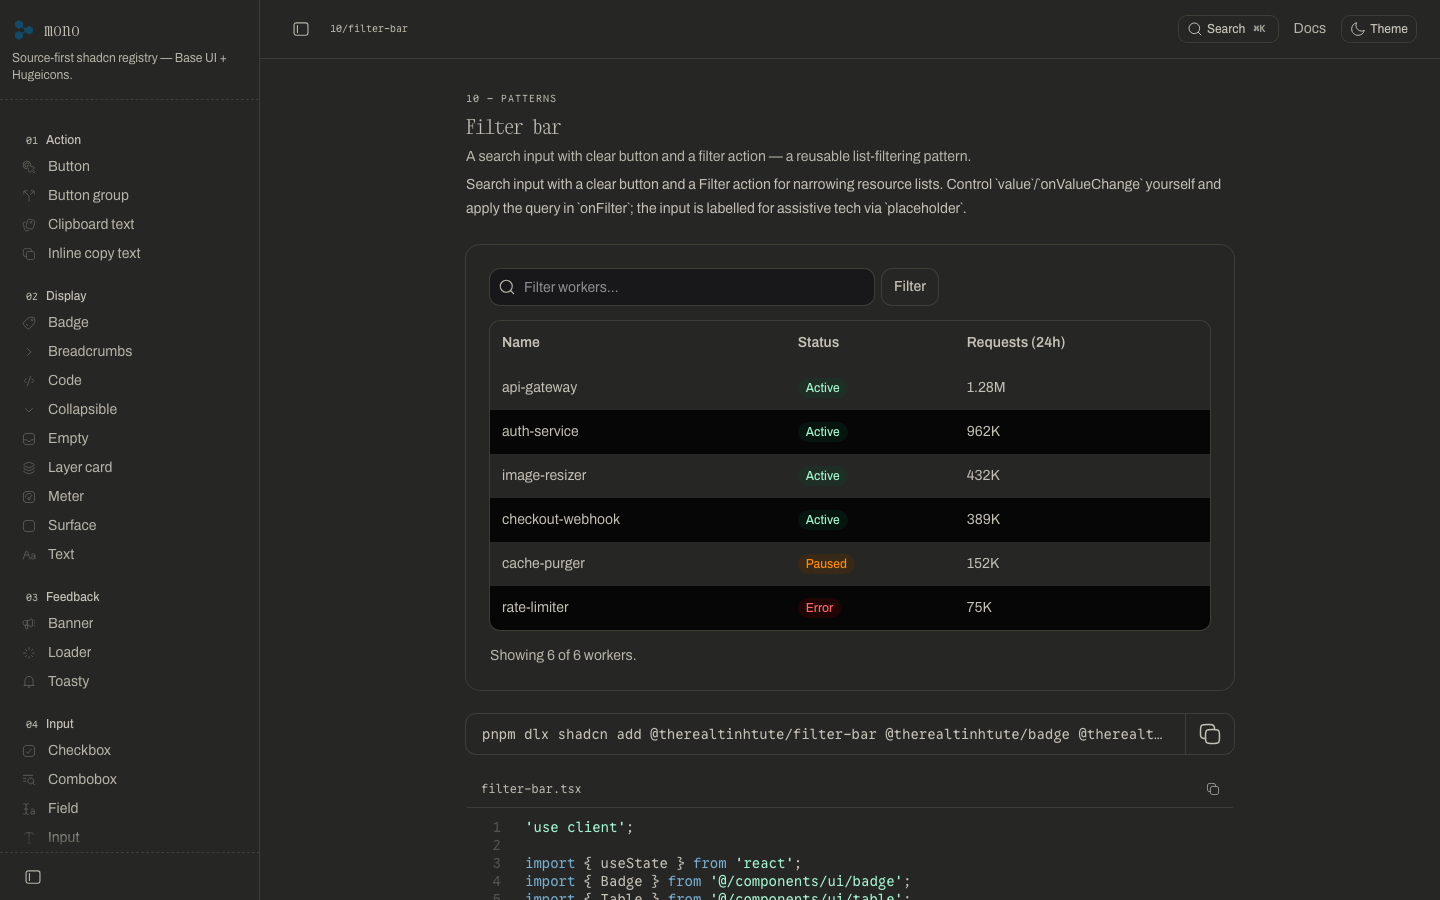 mono
Source-first shadcn registry — Base UI +
Hugeicons.
01 Action
Button
Button group
Clipboard text
Inline copy text
02 Display
Badge
Breadcrumbs
Code
Collapsible
Empty
Layer card
Meter
Surface
Text
03 Feedback
Banner
Loader
Toasty
04 Input
Checkbox
Combobox
Field
Input
10/filter-bar
Search ⌘K
Docs
Theme
10 — PATTERNS
Filter bar
A search input with clear button and a filter action — a reusable list-filtering pattern.
Search input with a clear button and a Filter action for narrowing resource lists. Control `value`/`onValueChange` yourself and
apply the query in `onFilter`; the input is labelled for assistive tech via `placeholder`.
Filter workers...
Filter
Name Status Requests (24h)
api-gateway Active 1.28M
auth-service Active 962K
image-resizer Active 432K
checkout-webhook Active 389K
cache-purger Paused 152K
rate-limiter Error 75K
Showing 6 of 6 workers.
pnpm dlx shadcn add @therealtinhtute/filter-bar @therealtinhtute/badge @therealt…
filter-bar.tsx
1 'use client';
2
3 import { useState } from 'react';
4 import { Badge } from '@/components/ui/badge';
5 import { Table } from '@/components/ui/table';